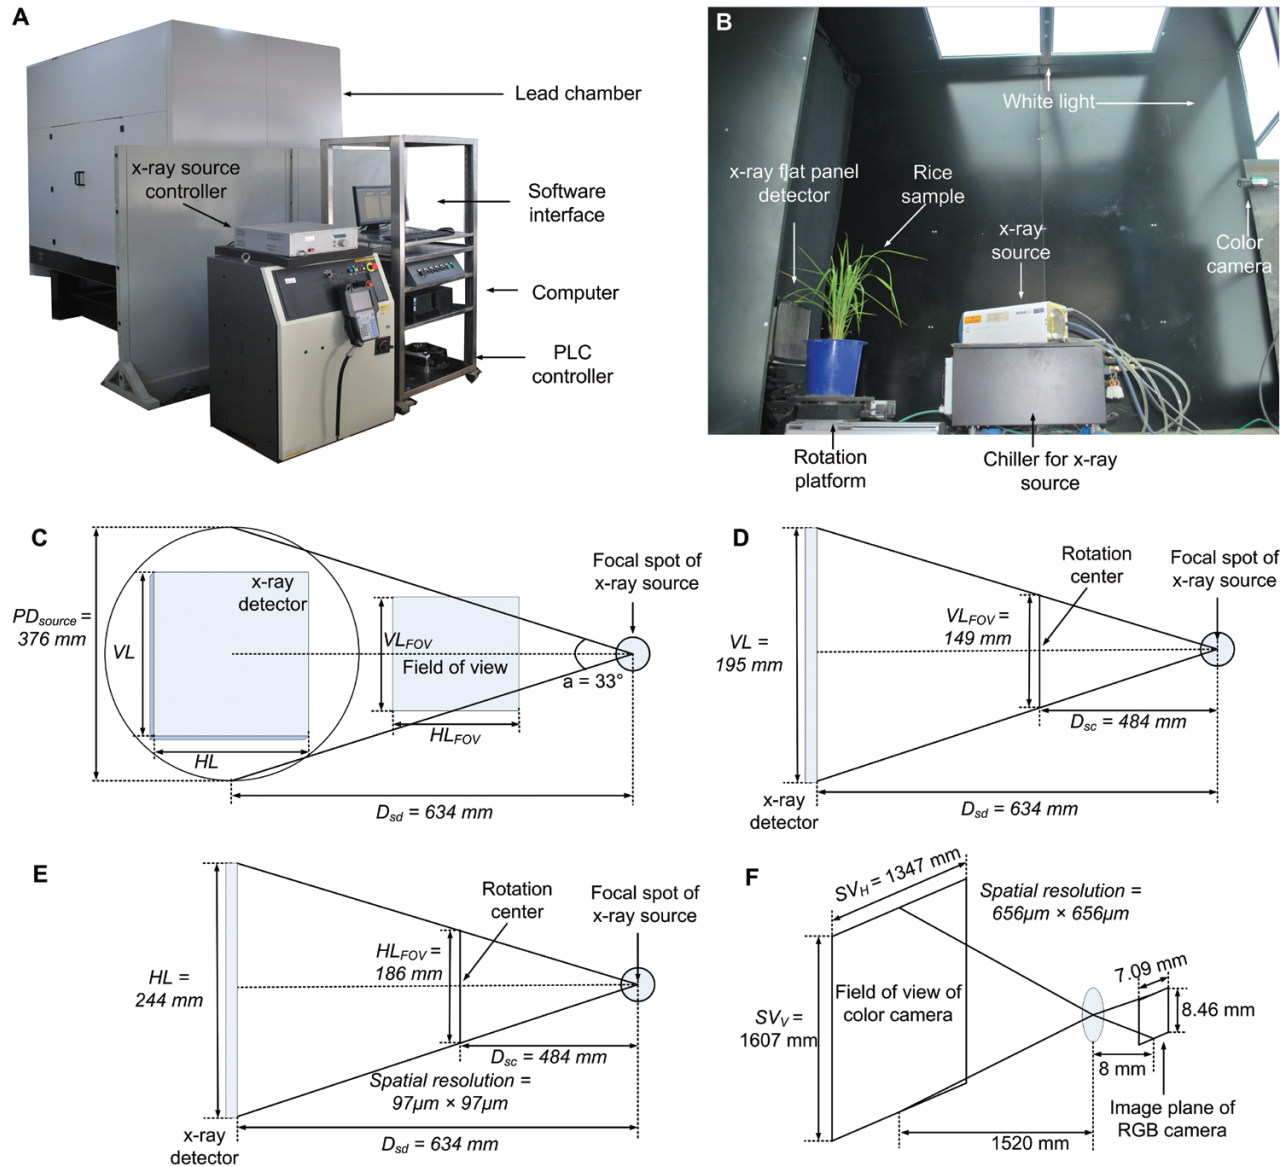 A
Lead chamber
x-ray source
controller
Software
interface
Computer
PLC
controller
B
White light
x-ray flat panel
detector
Rice
sample
x-ray
source
Color
camera
Rotation
platform
Chiller for x-ray
source
C
PDsource =
376 mm
VL
x-ray
detector
HL
VLFOV
Field of view
HLFOV
a = 33°
Focal spot of
x-ray source
Dsd = 634 mm
D
VL =
195 mm
VLFOV =
149 mm
Rotation
center
Focal spot of
x-ray source
Dsc = 484 mm
x-ray
detector
Dsd = 634 mm
E
HL =
244 mm
HLFOV =
186 mm
Rotation
center
Focal spot of
x-ray source
Dsc = 484 mm
Spatial resolution =
97µm × 97µm
x-ray
detector
Dsd = 634 mm
F
SVH = 1347 mm
Spatial resolution =
656µm × 656µm
SVV =
1607 mm
Field of view of
color camera
7.09 mm
8.46 mm
8 mm
1520 mm
Image plane of
RGB camera